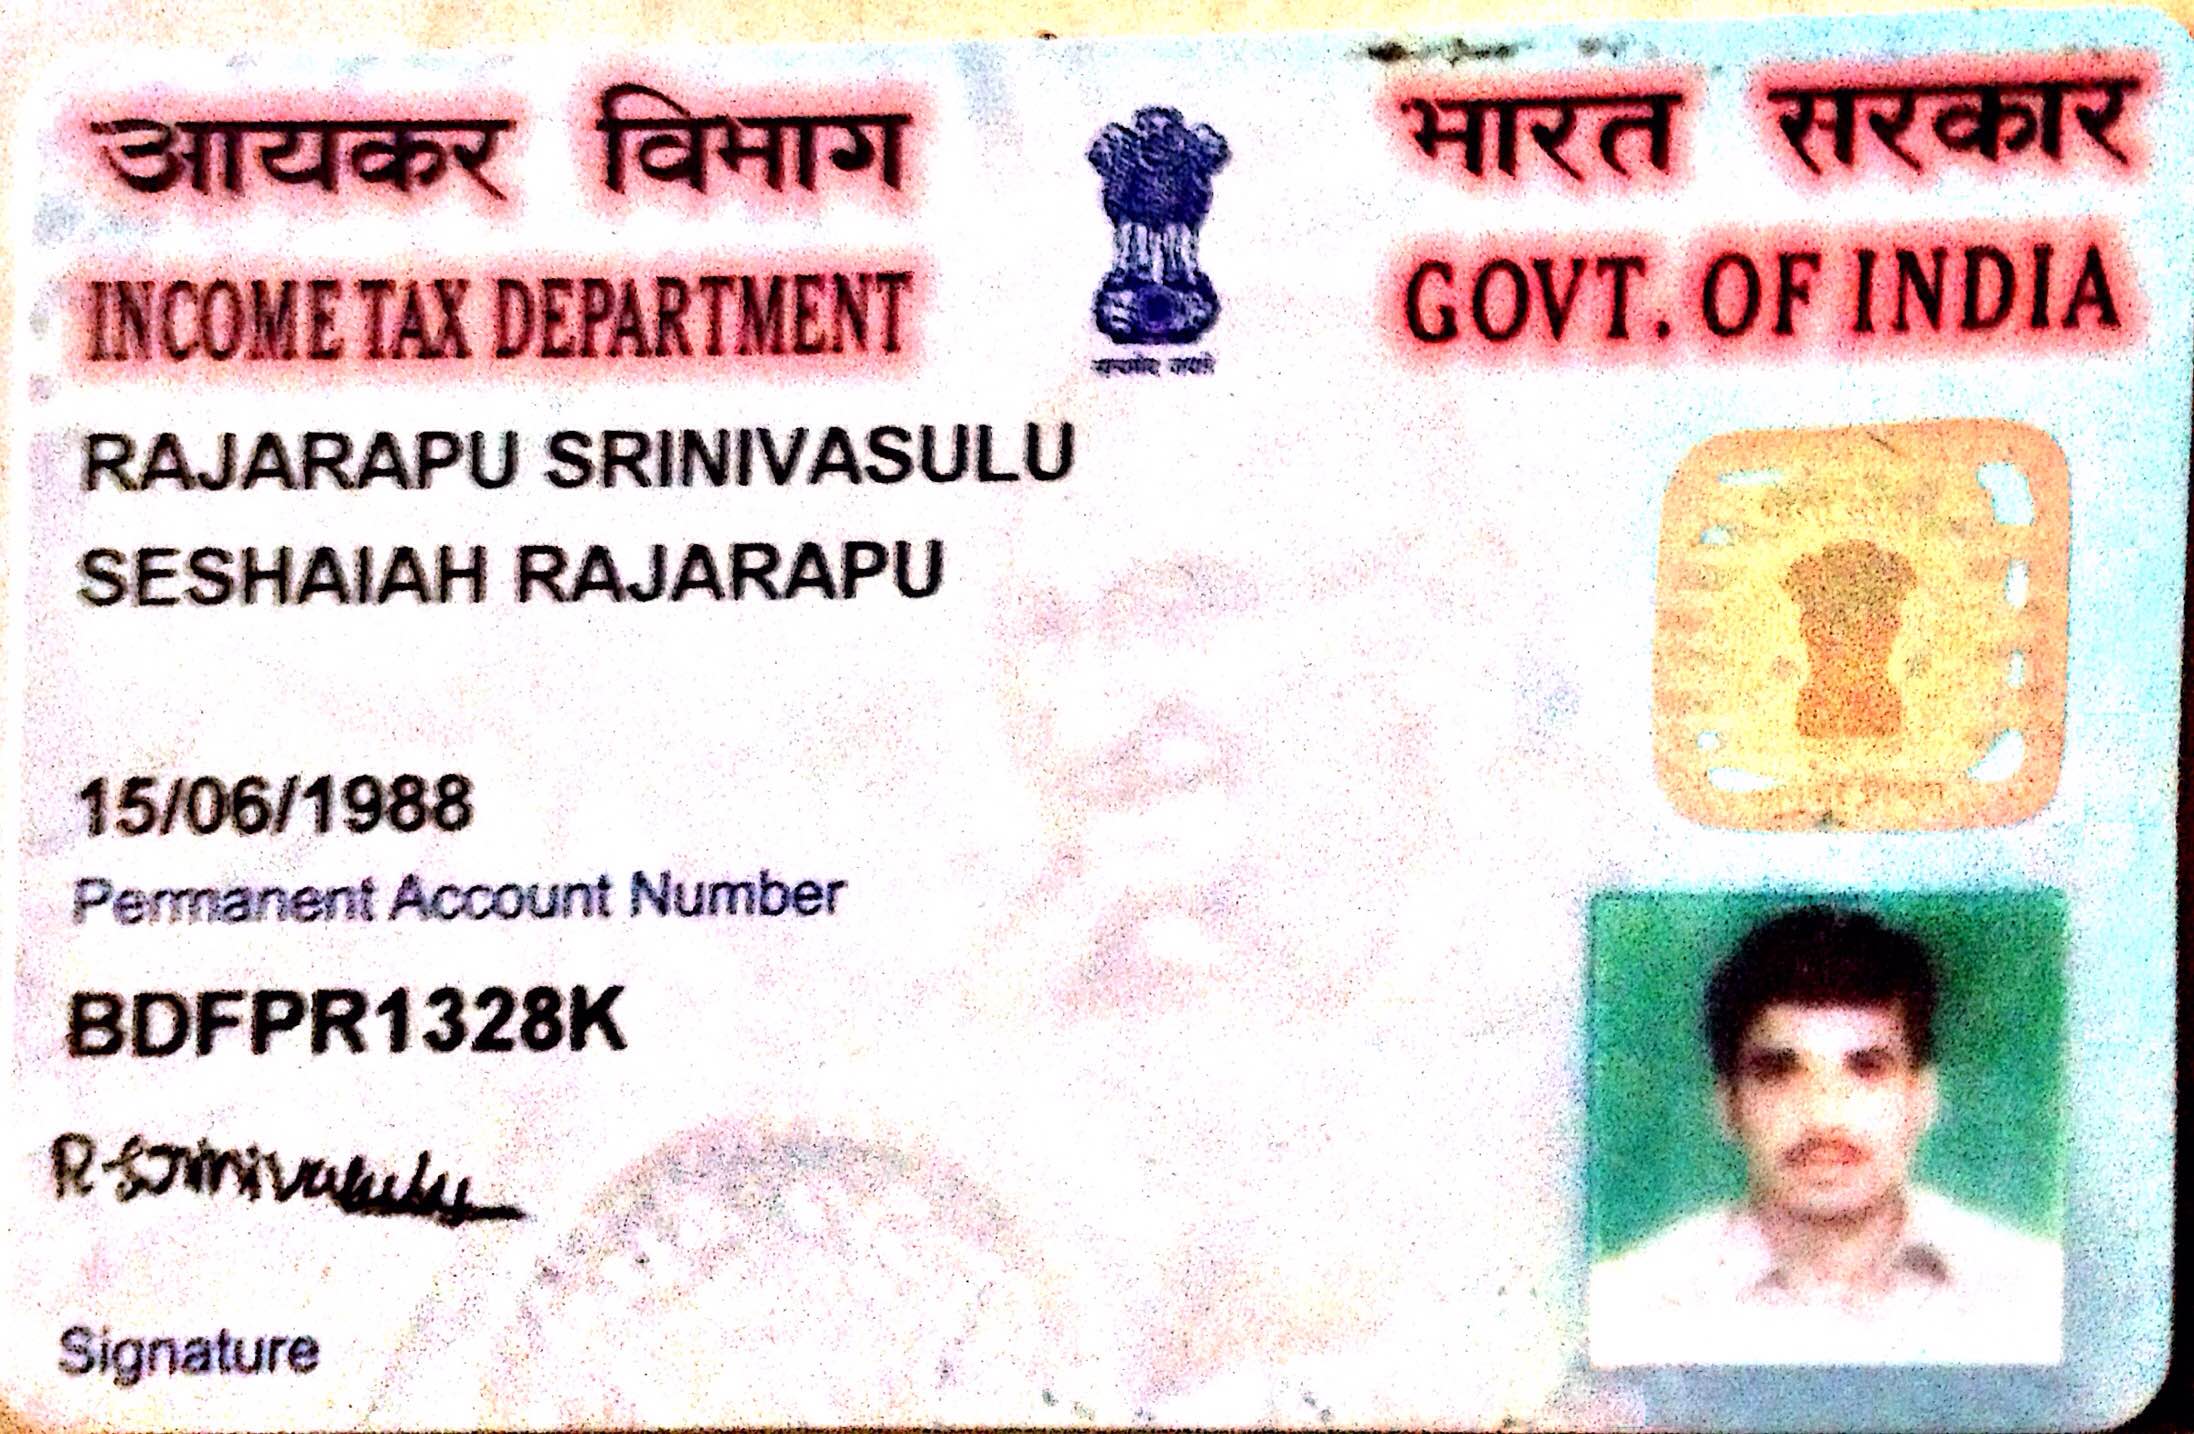 आयकर विभाग
INCOME TAX DEPARTMENT
भारत सरकार
GOVT. OF INDIA
सत्यमेव जयते
RAJARAPU SRINIVASULU
SESHAIAH RAJARAPU
15/06/1988
Permanent Account Number
BDFPR1328K
R. Srinivasulu
Signature